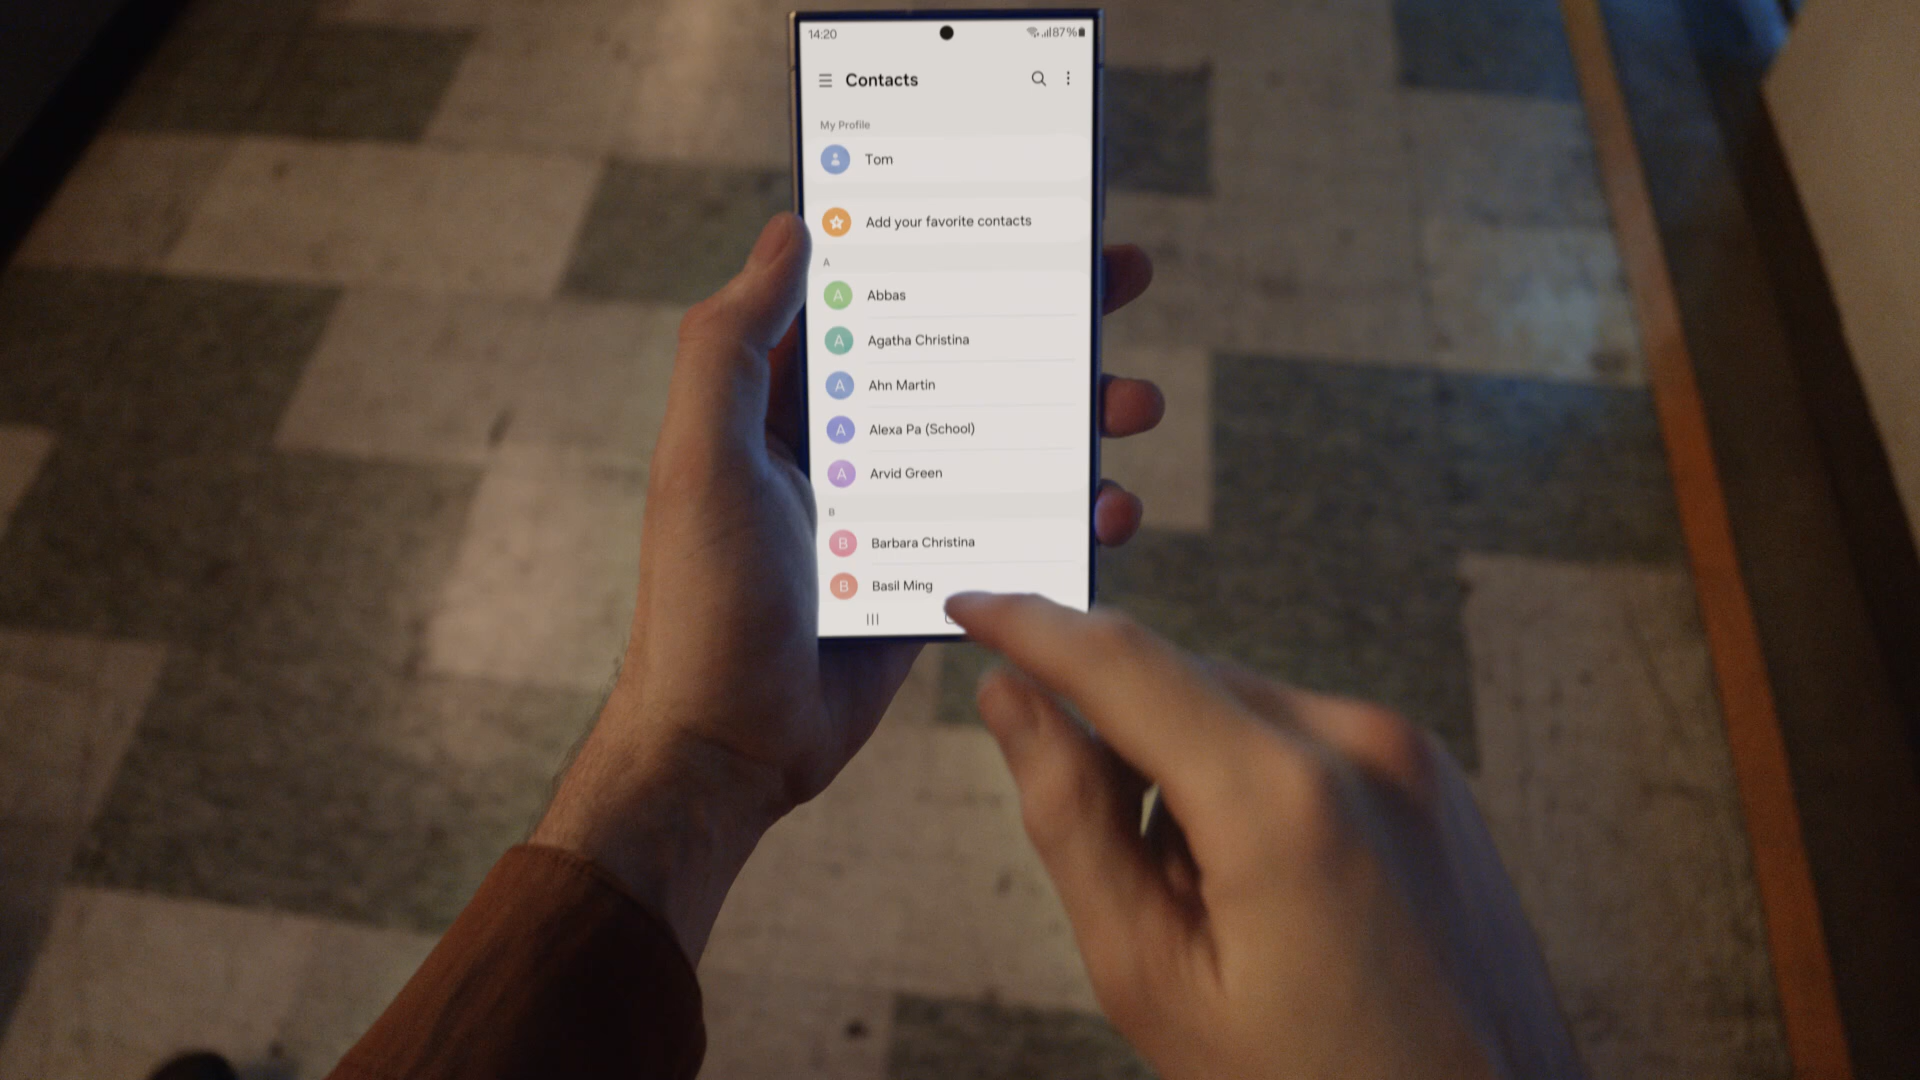 14:20 87%
Contacts
My Profile
Tom
Add your favorite contacts
A
A Abbas
A Agatha Christina
A Ahn Martin
A Alexa Pa (School)
A Arvid Green
B
B Barbara Christina
B Basil Ming